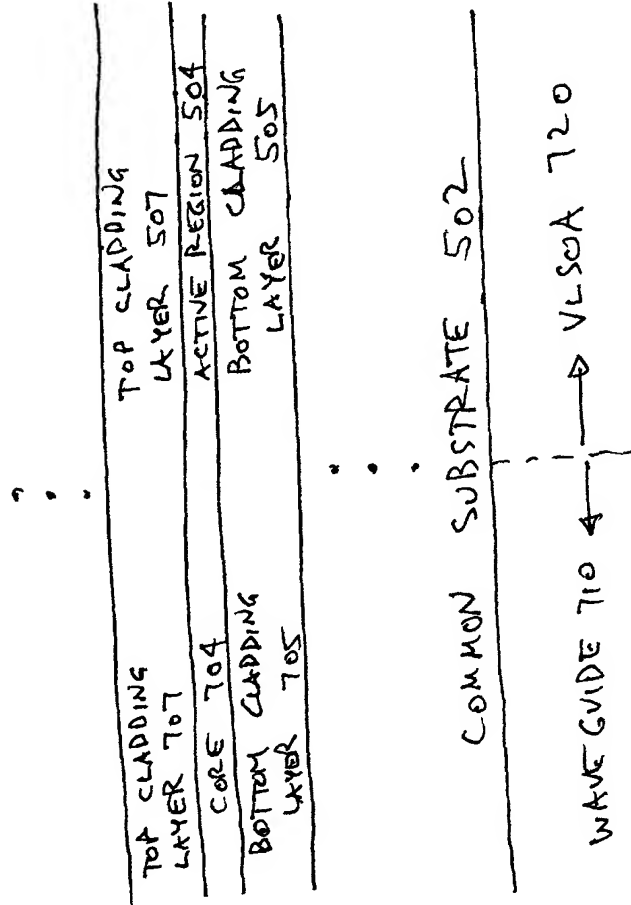 TOP CLADDING
LAYER 707
TOP CLADDING
LAYER 507
CORE 704
ACTIVE REGION 504
BOTTOM CLADDING
LAYER 705
BOTTOM CLADDING
LAYER 505
COMMON SUBSTRATE 502
WAVEGUIDE 710
VLSOA 720